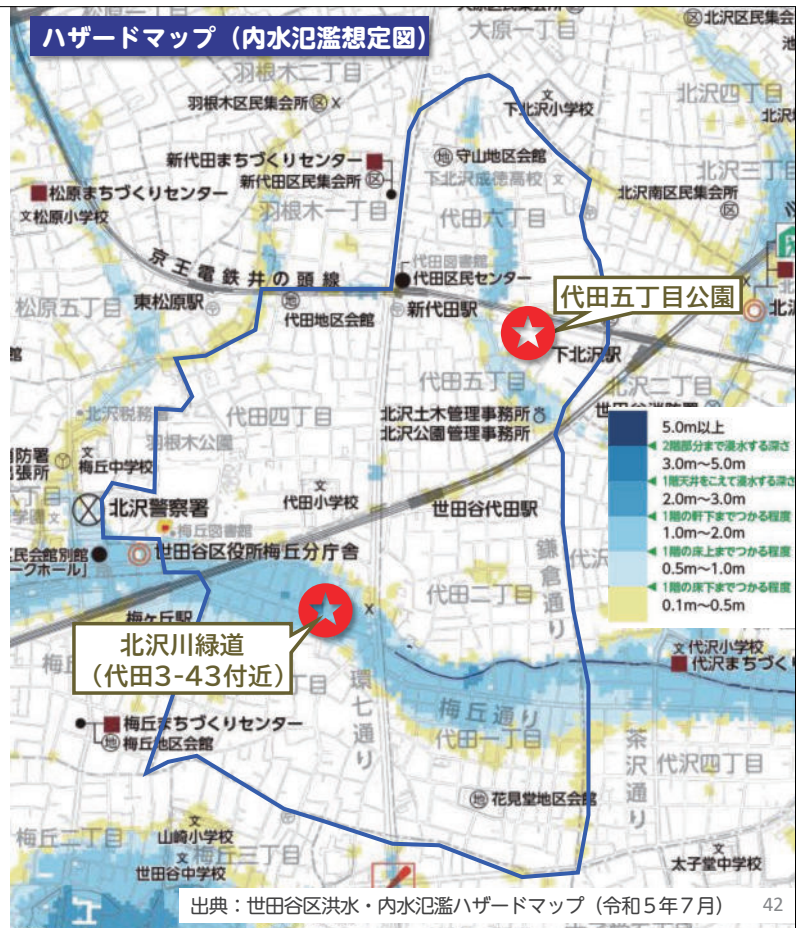 ハザードマップ（内水氾濫想定図）
大原一丁目
北沢区民集会
羽根木二丁目
羽根木区民集会所
下北沢小学校
北沢四丁目
新代田まちづくりセンター
守山地区会館
北沢三丁目
新代田区民集会所
下北沢成徳高校
松原まちづくりセンター
北沢南区民集会所
松原小学校
羽根木一丁目
代田六丁目
京王電鉄井の頭線
代田図書館
代田区民センター
代田五丁目公園
松原五丁目
東松原駅
代田地区会館
新代田駅
下北沢駅
代田五丁目
北沢二丁目
北沢税務署
代田四丁目
北沢土木管理事務所
北沢公園管理事務所
羽根木公園
梅丘中学校
代田小学校
世田谷代田駅
北沢警察署
梅丘図書館
世田谷区役所梅丘分庁舎
鎌倉通り
代田二丁目
5.0m以上
2階部分まで浸水する深さ
3.0m～5.0m
1階天井をこえて浸水する深さ
2.0m～3.0m
1階の軒下までつかる程度
1.0m～2.0m
1階の床上までつかる程度
0.5m～1.0m
1階の床下までつかる程度
0.1m～0.5m
梅ヶ丘駅
北沢川緑道
（代田3-43付近）
代沢小学校
代沢まちづく
環七通り
梅丘通り
代田一丁目
梅丘まちづくりセンター
梅丘地区会館
茶沢通り
代沢四丁目
花見堂地区会館
山崎小学校
梅丘二丁目
梅丘三丁目
世田谷中学校
太子堂中学校
出典：世田谷区洪水・内水氾濫ハザードマップ（令和５年７月）
42